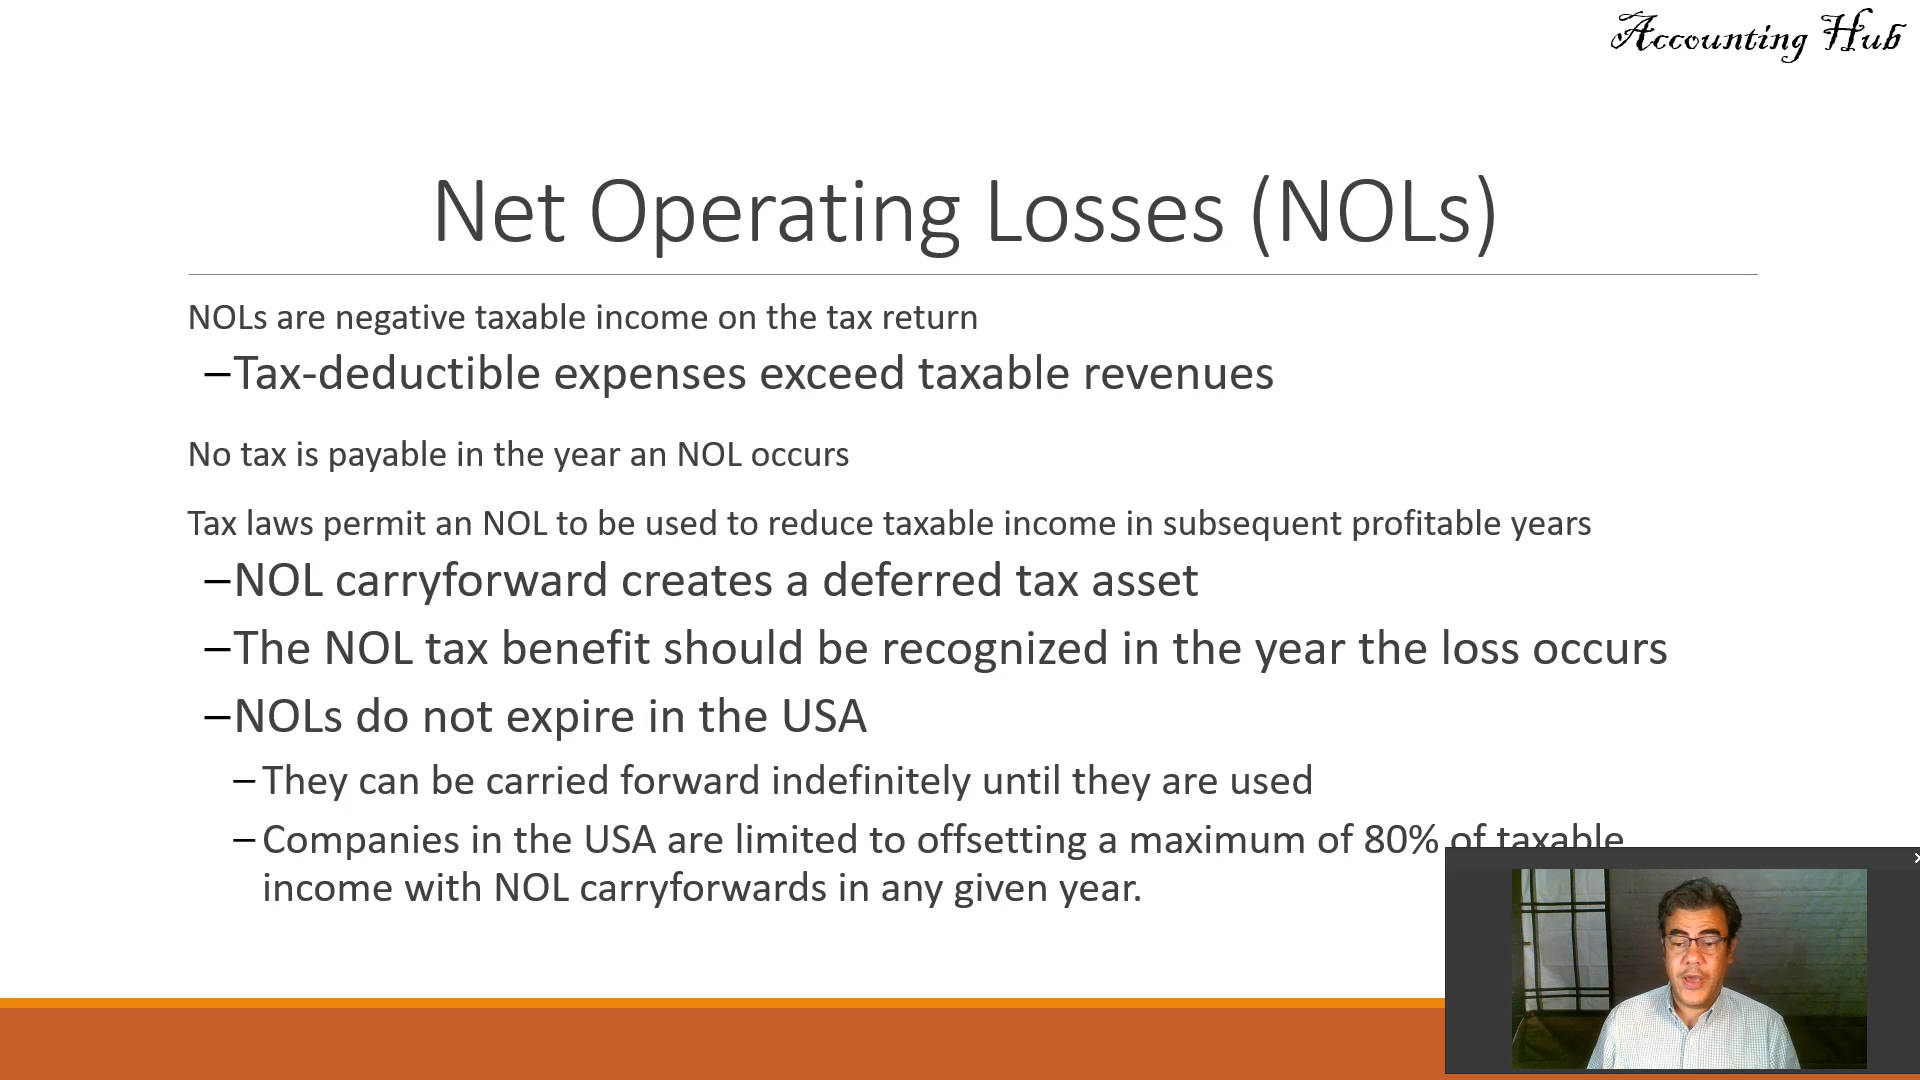 Accounting Hub
Net Operating Losses (NOLs)
NOLs are negative taxable income on the tax return
–Tax-deductible expenses exceed taxable revenues
No tax is payable in the year an NOL occurs
Tax laws permit an NOL to be used to reduce taxable income in subsequent profitable years
–NOL carryforward creates a deferred tax asset
–The NOL tax benefit should be recognized in the year the loss occurs
–NOLs do not expire in the USA
–They can be carried forward indefinitely until they are used
–Companies in the USA are limited to offsetting a maximum of 80% of taxable
income with NOL carryforwards in any given year.